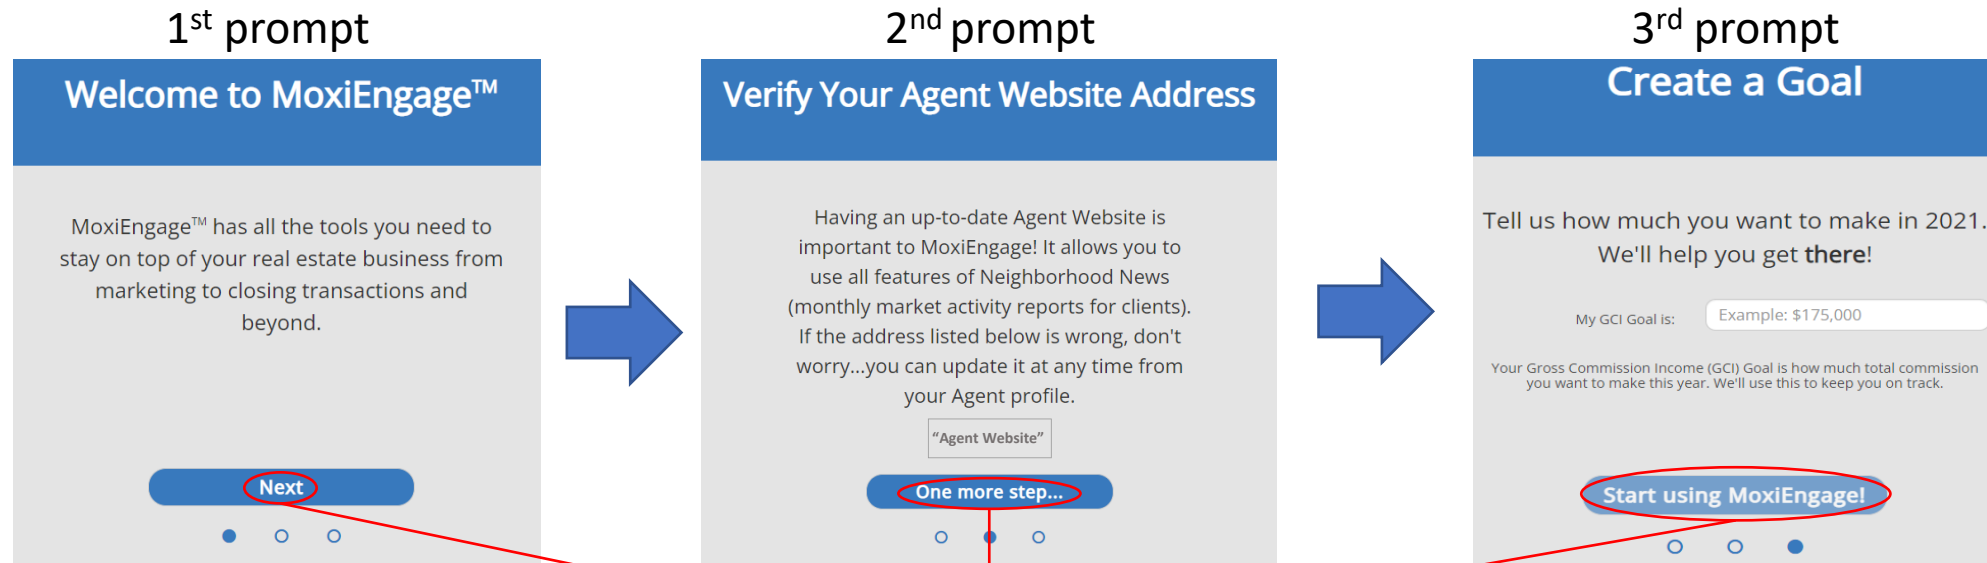 1st prompt
Welcome to MoxiEngage™
MoxiEngage™ has all the tools you need to
stay on top of your real estate business from
marketing to closing transactions and
beyond.
Next
2nd prompt
Verify Your Agent Website Address
Having an up-to-date Agent Website is
important to MoxiEngage! It allows you to
use all features of Neighborhood News
(monthly market activity reports for clients).
If the address listed below is wrong, don't
worry...you can update it at any time from
your Agent profile.
“Agent Website”
One more step...
3rd prompt
Create a Goal
Tell us how much you want to make in 2021.
We'll help you get there!
My GCI Goal is: Example: $175,000
Your Gross Commission Income (GCI) Goal is how much total commission
you want to make this year. We'll use this to keep you on track.
Start using MoxiEngage!